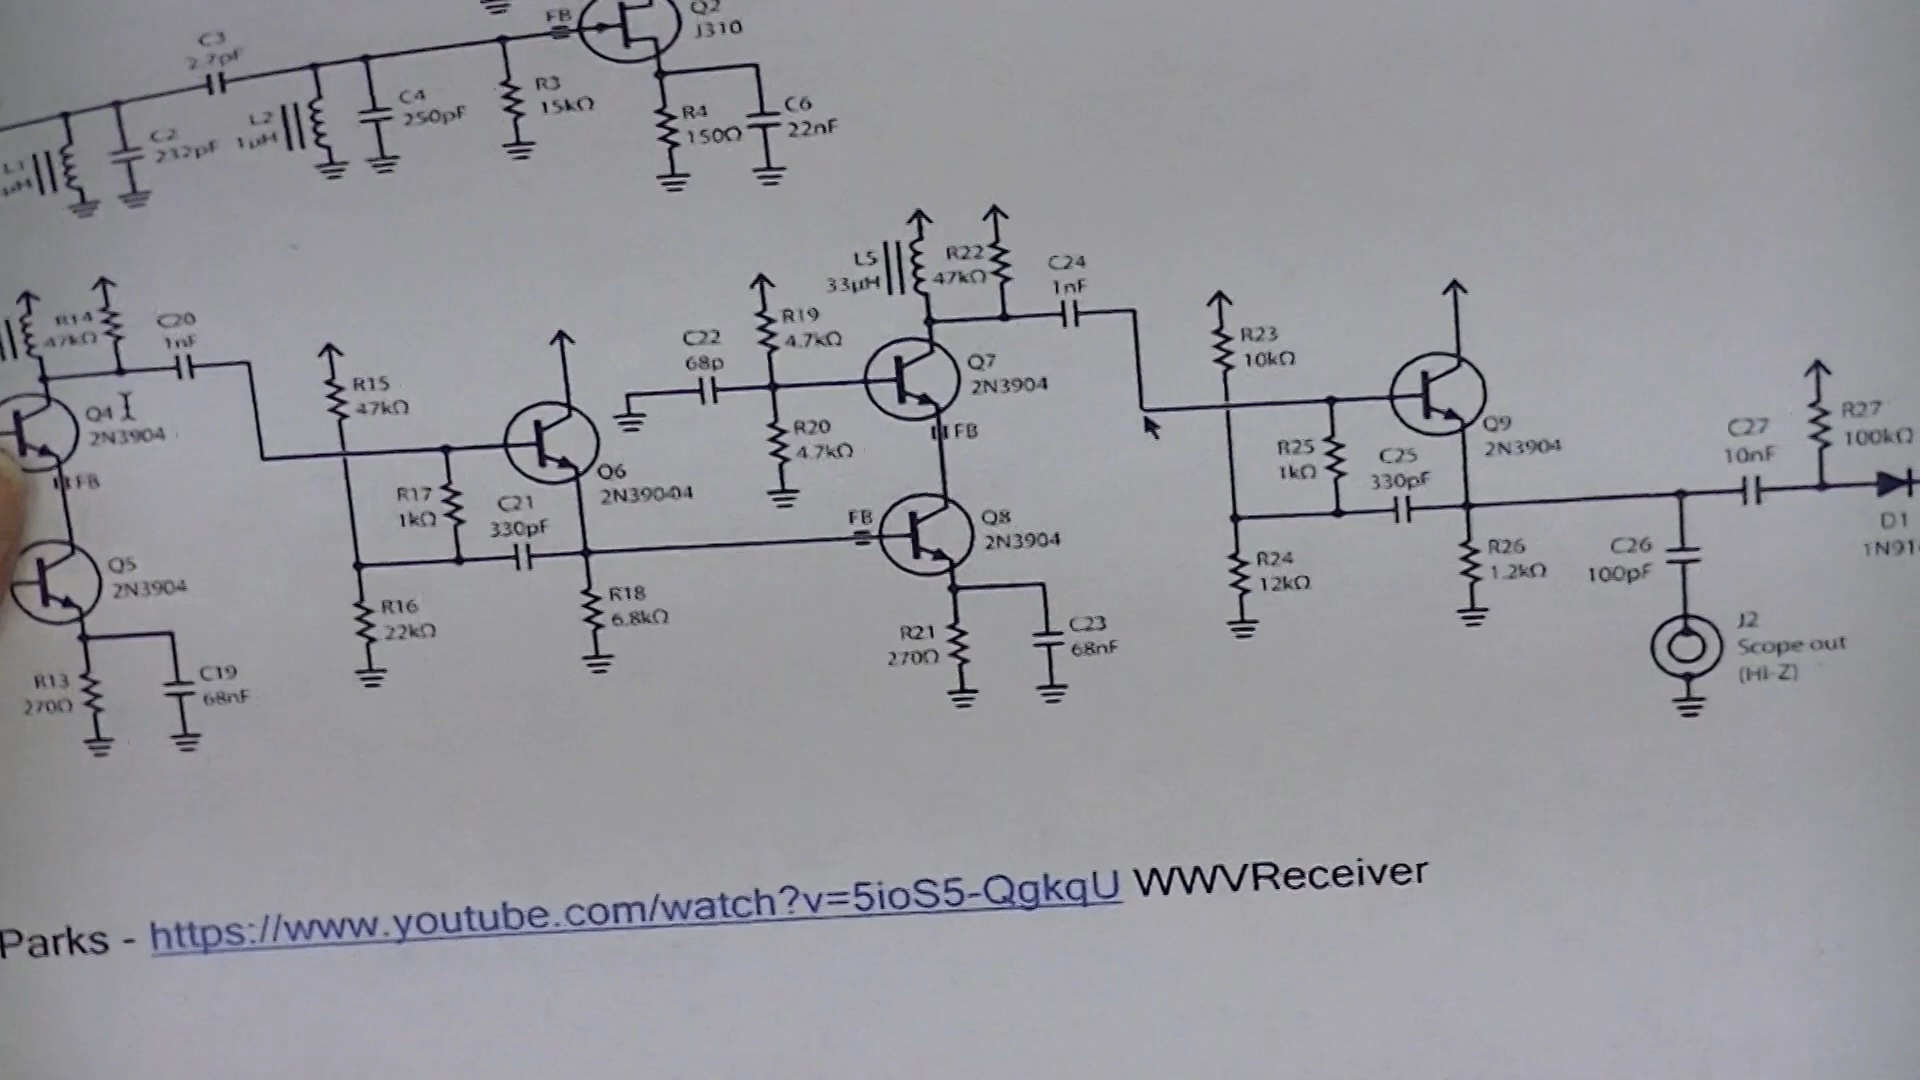 C3
2.7pF
FB
Q2
J310
C2
232pF
L2
1µH
C4
250pF
R3
15kΩ
R4
150Ω
C6
22nF
L1
µH
R14
47kΩ
C20
1nF
Q4
2N3904
FB
Q5
2N3904
R13
270Ω
C19
68nF
R15
47kΩ
R17
1kΩ
C21
330pF
R16
22kΩ
Q6
2N39004
R18
6.8kΩ
C22
68p
R19
4.7kΩ
R20
4.7kΩ
L5
33µH
R22
47kΩ
C24
1nF
Q7
2N3904
FB
FB
Q8
2N3904
R21
270Ω
C23
68nF
R23
10kΩ
R25
1kΩ
C25
330pF
R24
12kΩ
Q9
2N3904
R26
1.2kΩ
C26
100pF
J2
Scope out
(HI-Z)
C27
10nF
R27
100kΩ
D1
1N91
Parks - https://www.youtube.com/watch?v=5ioS5-QgkqU WWVReceiver